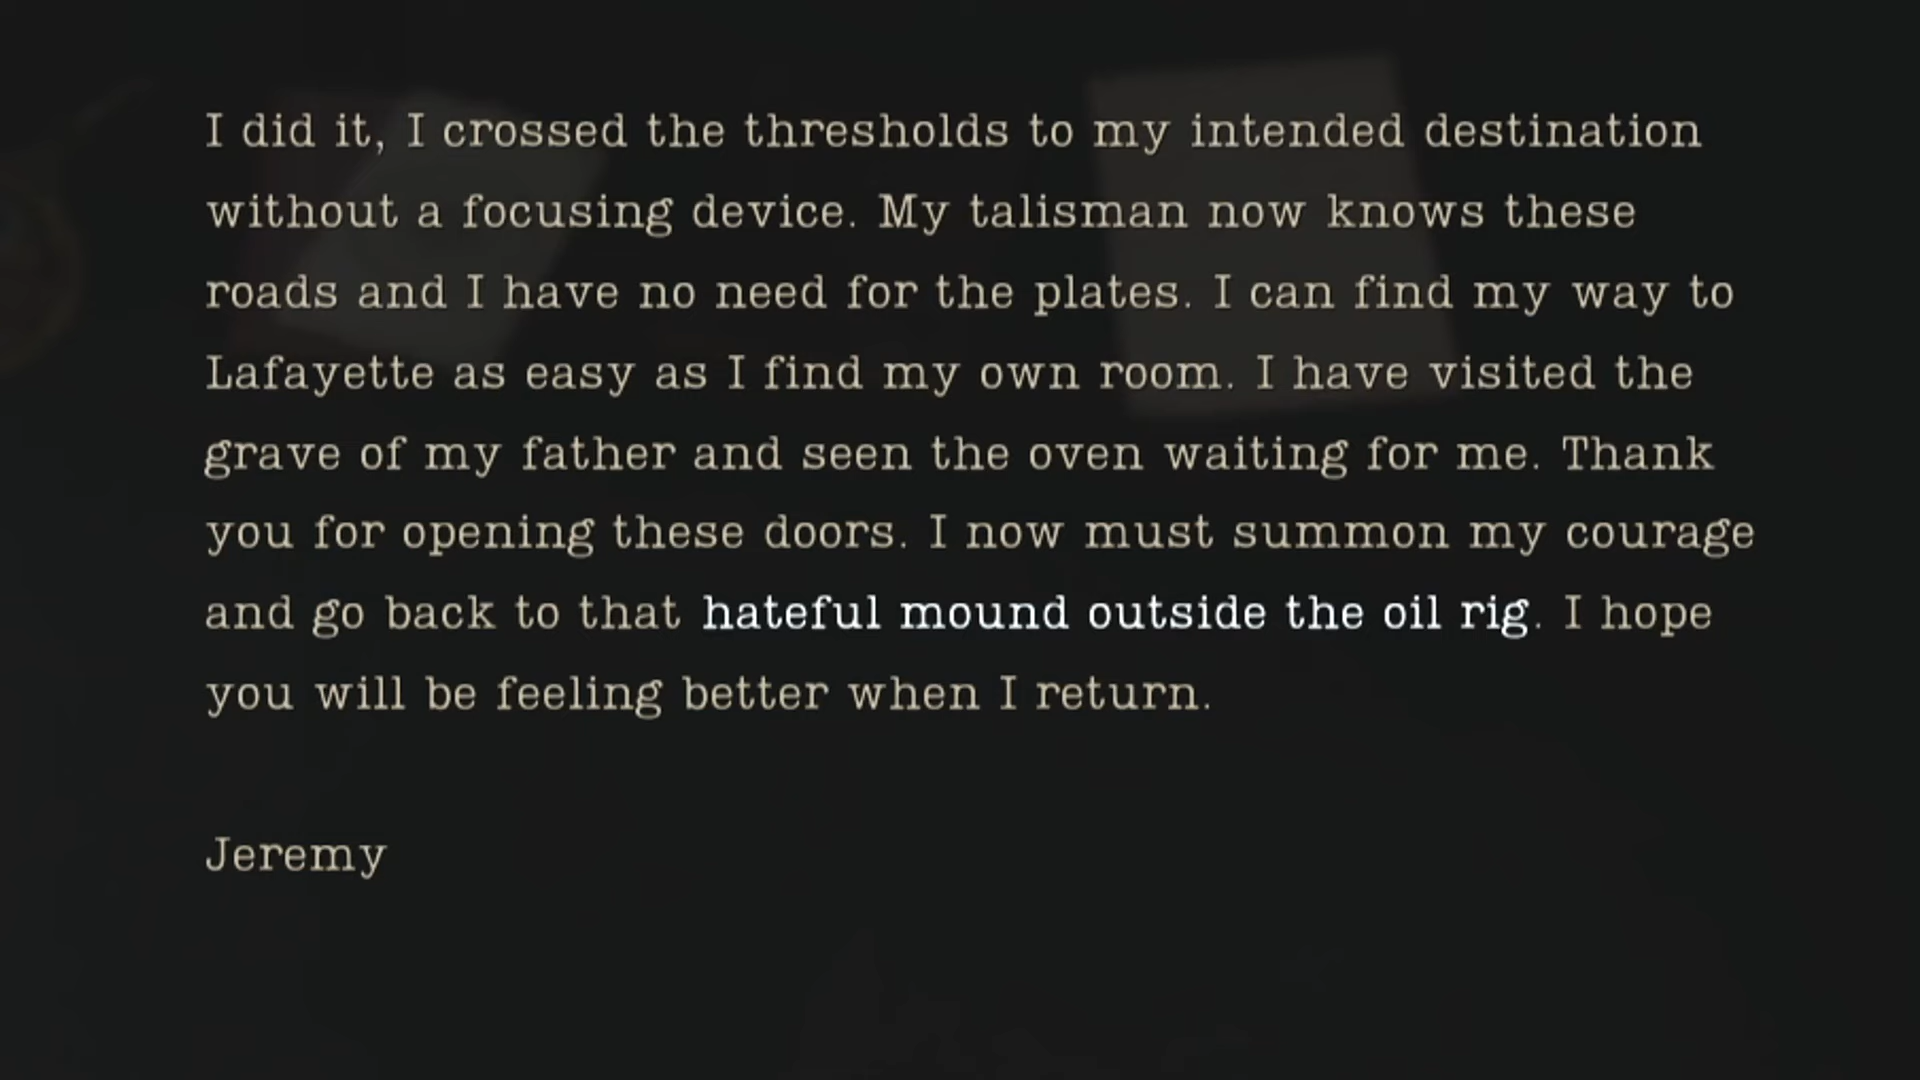 I did it, I crossed the thresholds to my intended destination
without a focusing device. My talisman now knows these
roads and I have no need for the plates. I can find my way to
Lafayette as easy as I find my own room. I have visited the
grave of my father and seen the oven waiting for me. Thank
you for opening these doors. I now must summon my courage
and go back to that hateful mound outside the oil rig. I hope
you will be feeling better when I return.
Jeremy